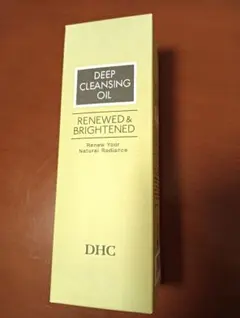 DEEP
CLEANSING
OIL
RENEWED &
BRIGHTENED
Renew Your
Natural Radiance
DHC